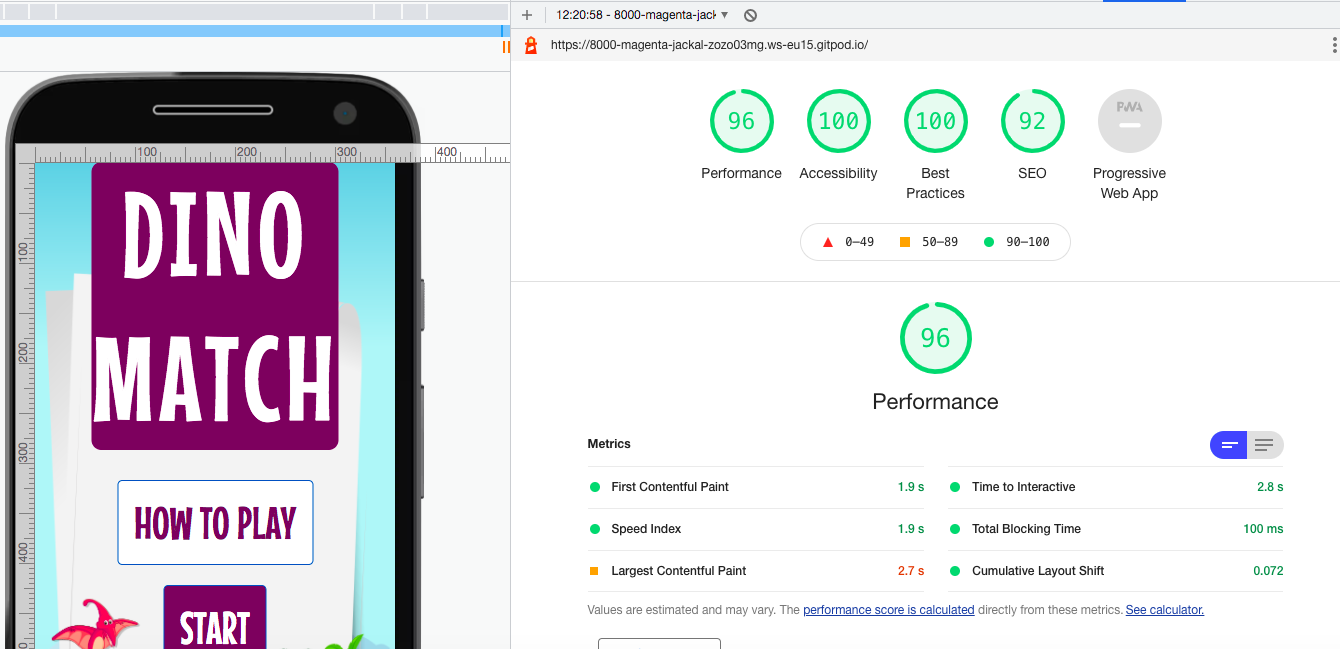 12:20:58 - 8000-magenta-jack
https://8000-magenta-jackal-zozo03mg.ws-eu15.gitpod.io/
96
100
100
92
PWA
Performance
Accessibility
Best
Practices
SEO
Progressive
Web App
0–49
50–89
90–100
96
Performance
Metrics
First Contentful Paint
1.9 s
Time to Interactive
2.8 s
Speed Index
1.9 s
Total Blocking Time
100 ms
Largest Contentful Paint
2.7 s
Cumulative Layout Shift
0.072
Values are estimated and may vary. The performance score is calculated directly from these metrics. See calculator.
100
200
300
400
100
200
300
400
DINO
MATCH
HOW TO PLAY
START